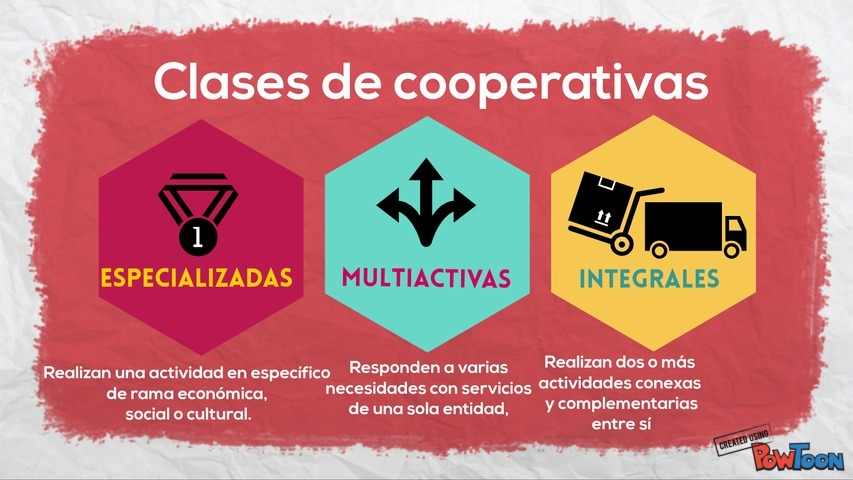 Clases de cooperativas
1
ESPECIALIZADAS
MULTIACTIVAS
INTEGRALES
Realizan una actividad en específico
de rama económica,
social o cultural.
Responden a varias
necesidades con servicios
de una sola entidad,
Realizan dos o más
actividades conexas
y complementarias
entre sí
CREATED USING
POWTOON